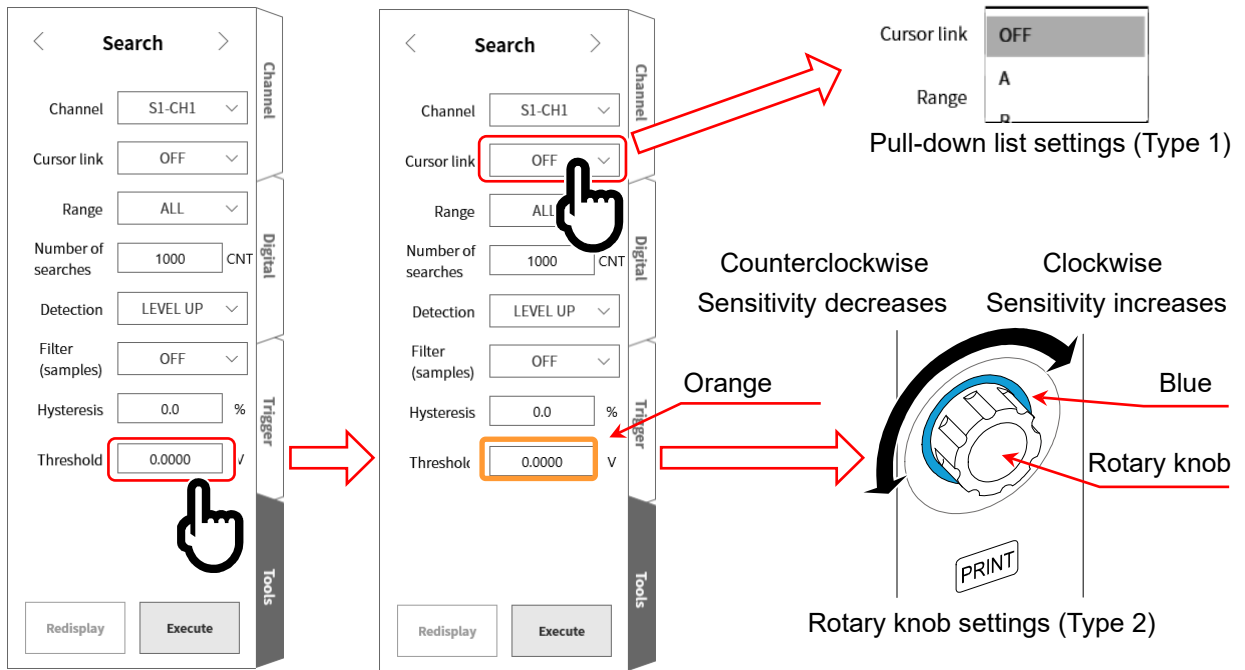 Search
Channel
S1-CH1
Cursor link
OFF
Range
ALL
Number of
searches
1000
CNT
Detection
LEVEL UP
Filter
(samples)
OFF
Hysteresis
0.0
%
Threshold
0.0000
V
Redisplay
Execute
Channel
Digital
Trigger
Tools
Search
Channel
S1-CH1
Cursor link
OFF
Range
ALL
Number of
searches
1000
CNT
Detection
LEVEL UP
Filter
(samples)
OFF
Hysteresis
0.0
%
Threshold
0.0000
V
Redisplay
Execute
Channel
Digital
Trigger
Tools
Cursor link
OFF
A
Range
Pull-down list settings (Type 1)
Counterclockwise
Sensitivity decreases
Clockwise
Sensitivity increases
Orange
Blue
Rotary knob
PRINT
Rotary knob settings (Type 2)